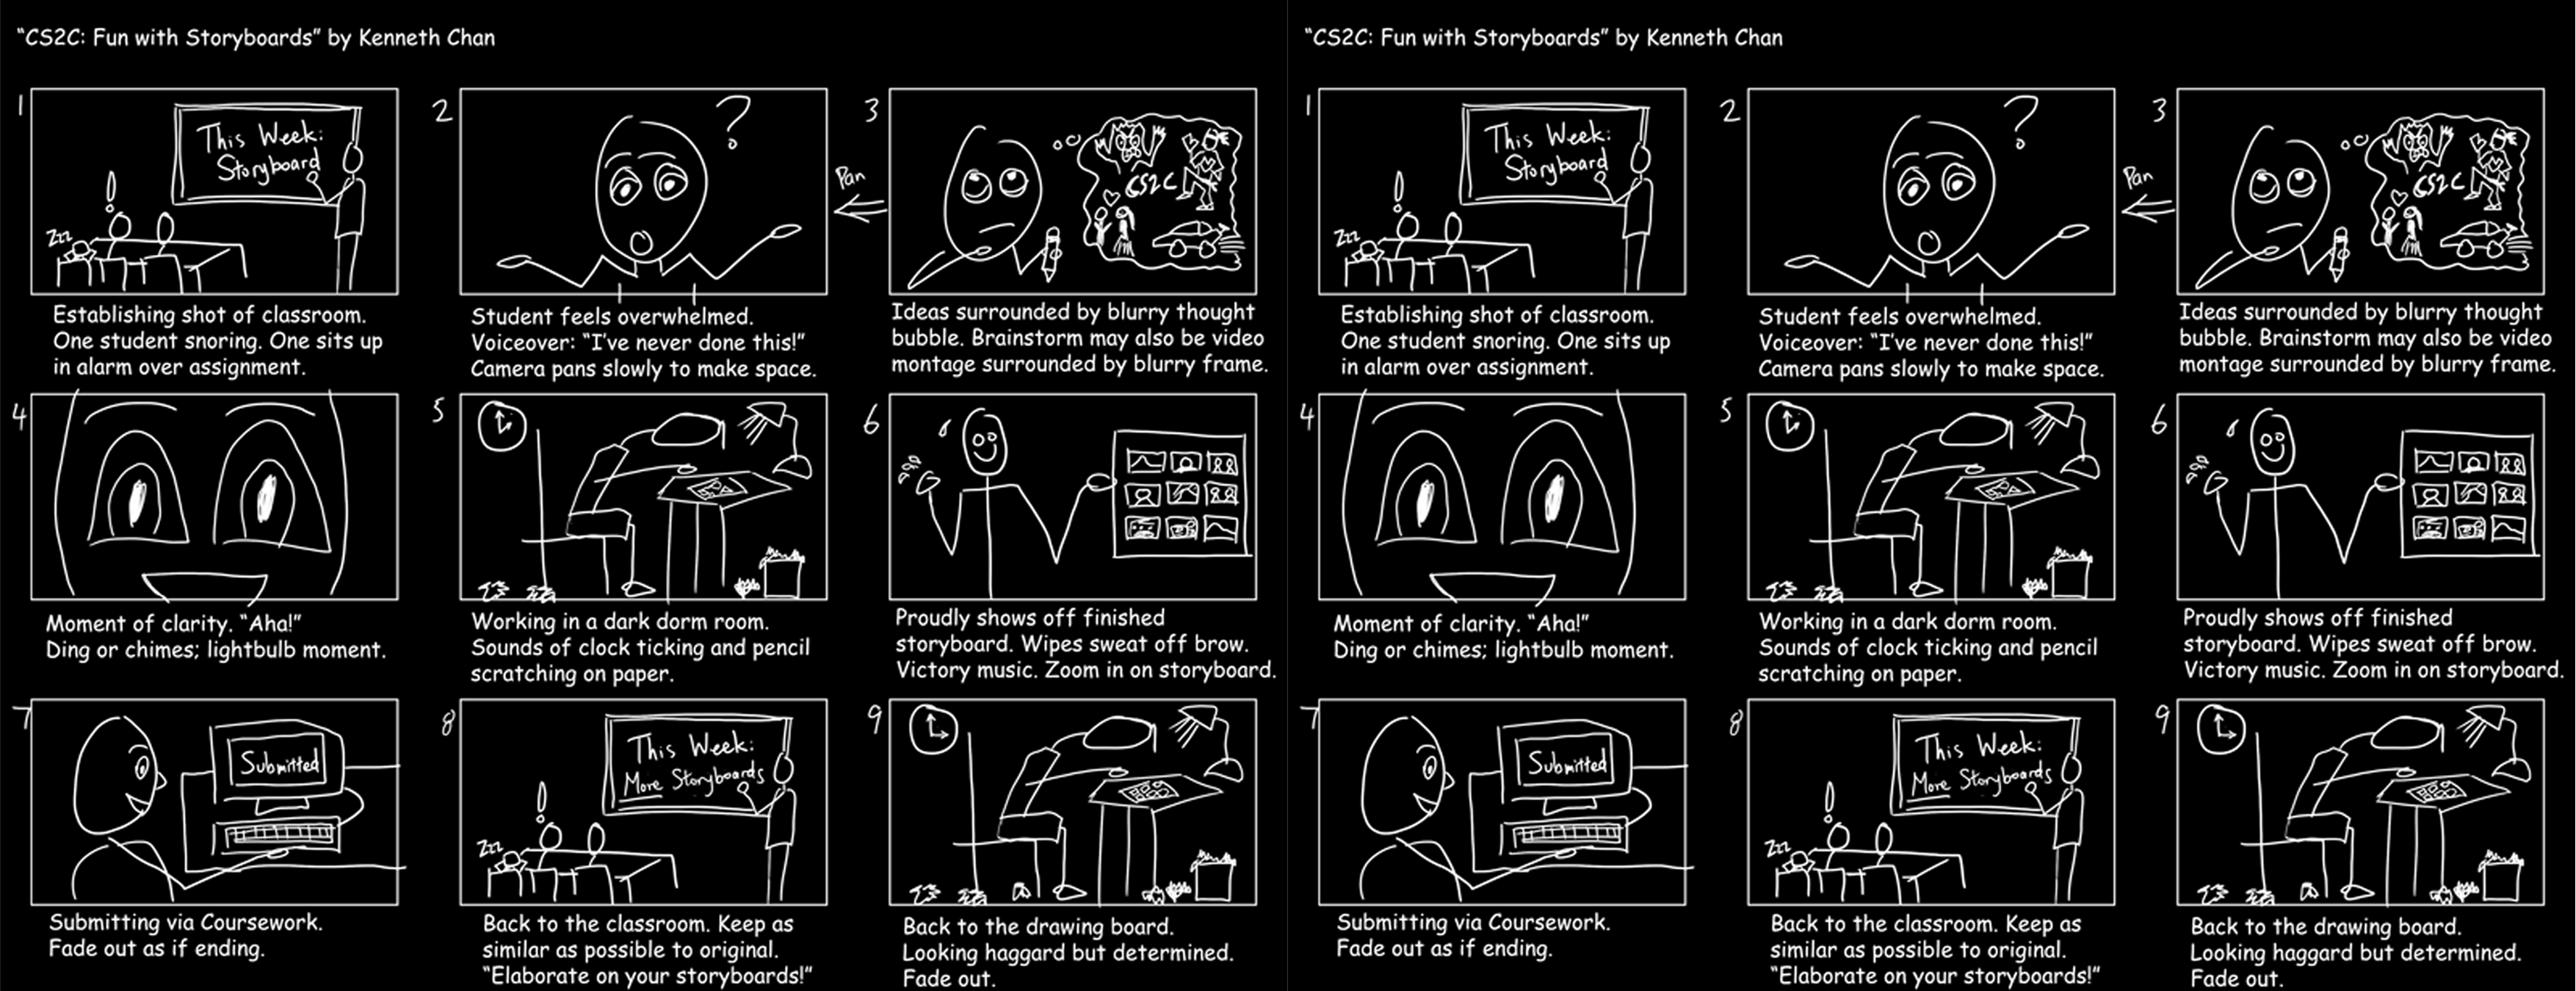 "CS2C: Fun with Storyboards" by Kenneth Chan
1
This Week:
Storyboard
!
Zzz
Establishing shot of classroom.
One student snoring. One sits up
in alarm over assignment.
2
?
Student feels overwhelmed.
Voiceover: "I've never done this!"
Camera pans slowly to make space.
Pan
3
CS2C
Ideas surrounded by blurry thought
bubble. Brainstorm may also be video
montage surrounded by blurry frame.
4
Moment of clarity. "Aha!"
Ding or chimes; lightbulb moment.
5
Working in a dark dorm room.
Sounds of clock ticking and pencil
scratching on paper.
6
Proudly shows off finished
storyboard. Wipes sweat off brow.
Victory music. Zoom in on storyboard.
7
Submitted
Submitting via Coursework.
Fade out as if ending.
8
This Week:
More Storyboards
!
Zzz
Back to the classroom. Keep as
similar as possible to original.
"Elaborate on your storyboards!"
9
Back to the drawing board.
Looking haggard but determined.
Fade out.
"CS2C: Fun with Storyboards" by Kenneth Chan
1
This Week:
Storyboard
!
Zzz
Establishing shot of classroom.
One student snoring. One sits up
in alarm over assignment.
2
?
Student feels overwhelmed.
Voiceover: "I've never done this!"
Camera pans slowly to make space.
Pan
3
CS2C
Ideas surrounded by blurry thought
bubble. Brainstorm may also be video
montage surrounded by blurry frame.
4
Moment of clarity. "Aha!"
Ding or chimes; lightbulb moment.
5
Working in a dark dorm room.
Sounds of clock ticking and pencil
scratching on paper.
6
Proudly shows off finished
storyboard. Wipes sweat off brow.
Victory music. Zoom in on storyboard.
7
Submitted
Submitting via Coursework.
Fade out as if ending.
8
This Week:
More Storyboards
!
Zzz
Back to the classroom. Keep as
similar as possible to original.
"Elaborate on your storyboards!"
9
Back to the drawing board.
Looking haggard but determined.
Fade out.